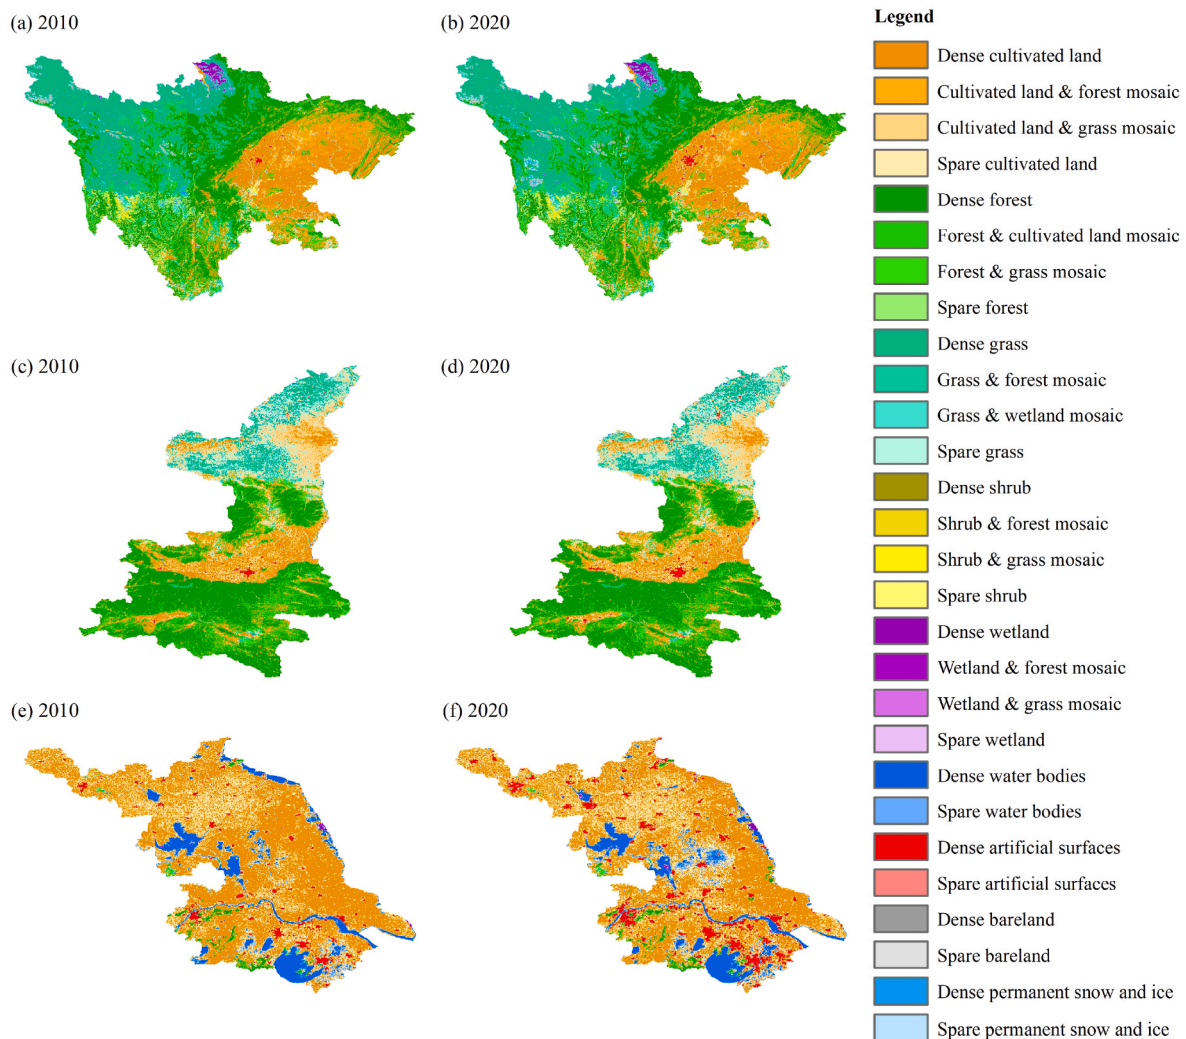 (a) 2010
(b) 2020
(c) 2010
(d) 2020
(e) 2010
(f) 2020
Legend
Dense cultivated land
Cultivated land & forest mosaic
Cultivated land & grass mosaic
Spare cultivated land
Dense forest
Forest & cultivated land mosaic
Forest & grass mosaic
Spare forest
Dense grass
Grass & forest mosaic
Grass & wetland mosaic
Spare grass
Dense shrub
Shrub & forest mosaic
Shrub & grass mosaic
Spare shrub
Dense wetland
Wetland & forest mosaic
Wetland & grass mosaic
Spare wetland
Dense water bodies
Spare water bodies
Dense artificial surfaces
Spare artificial surfaces
Dense bareland
Spare bareland
Dense permanent snow and ice
Spare permanent snow and ice